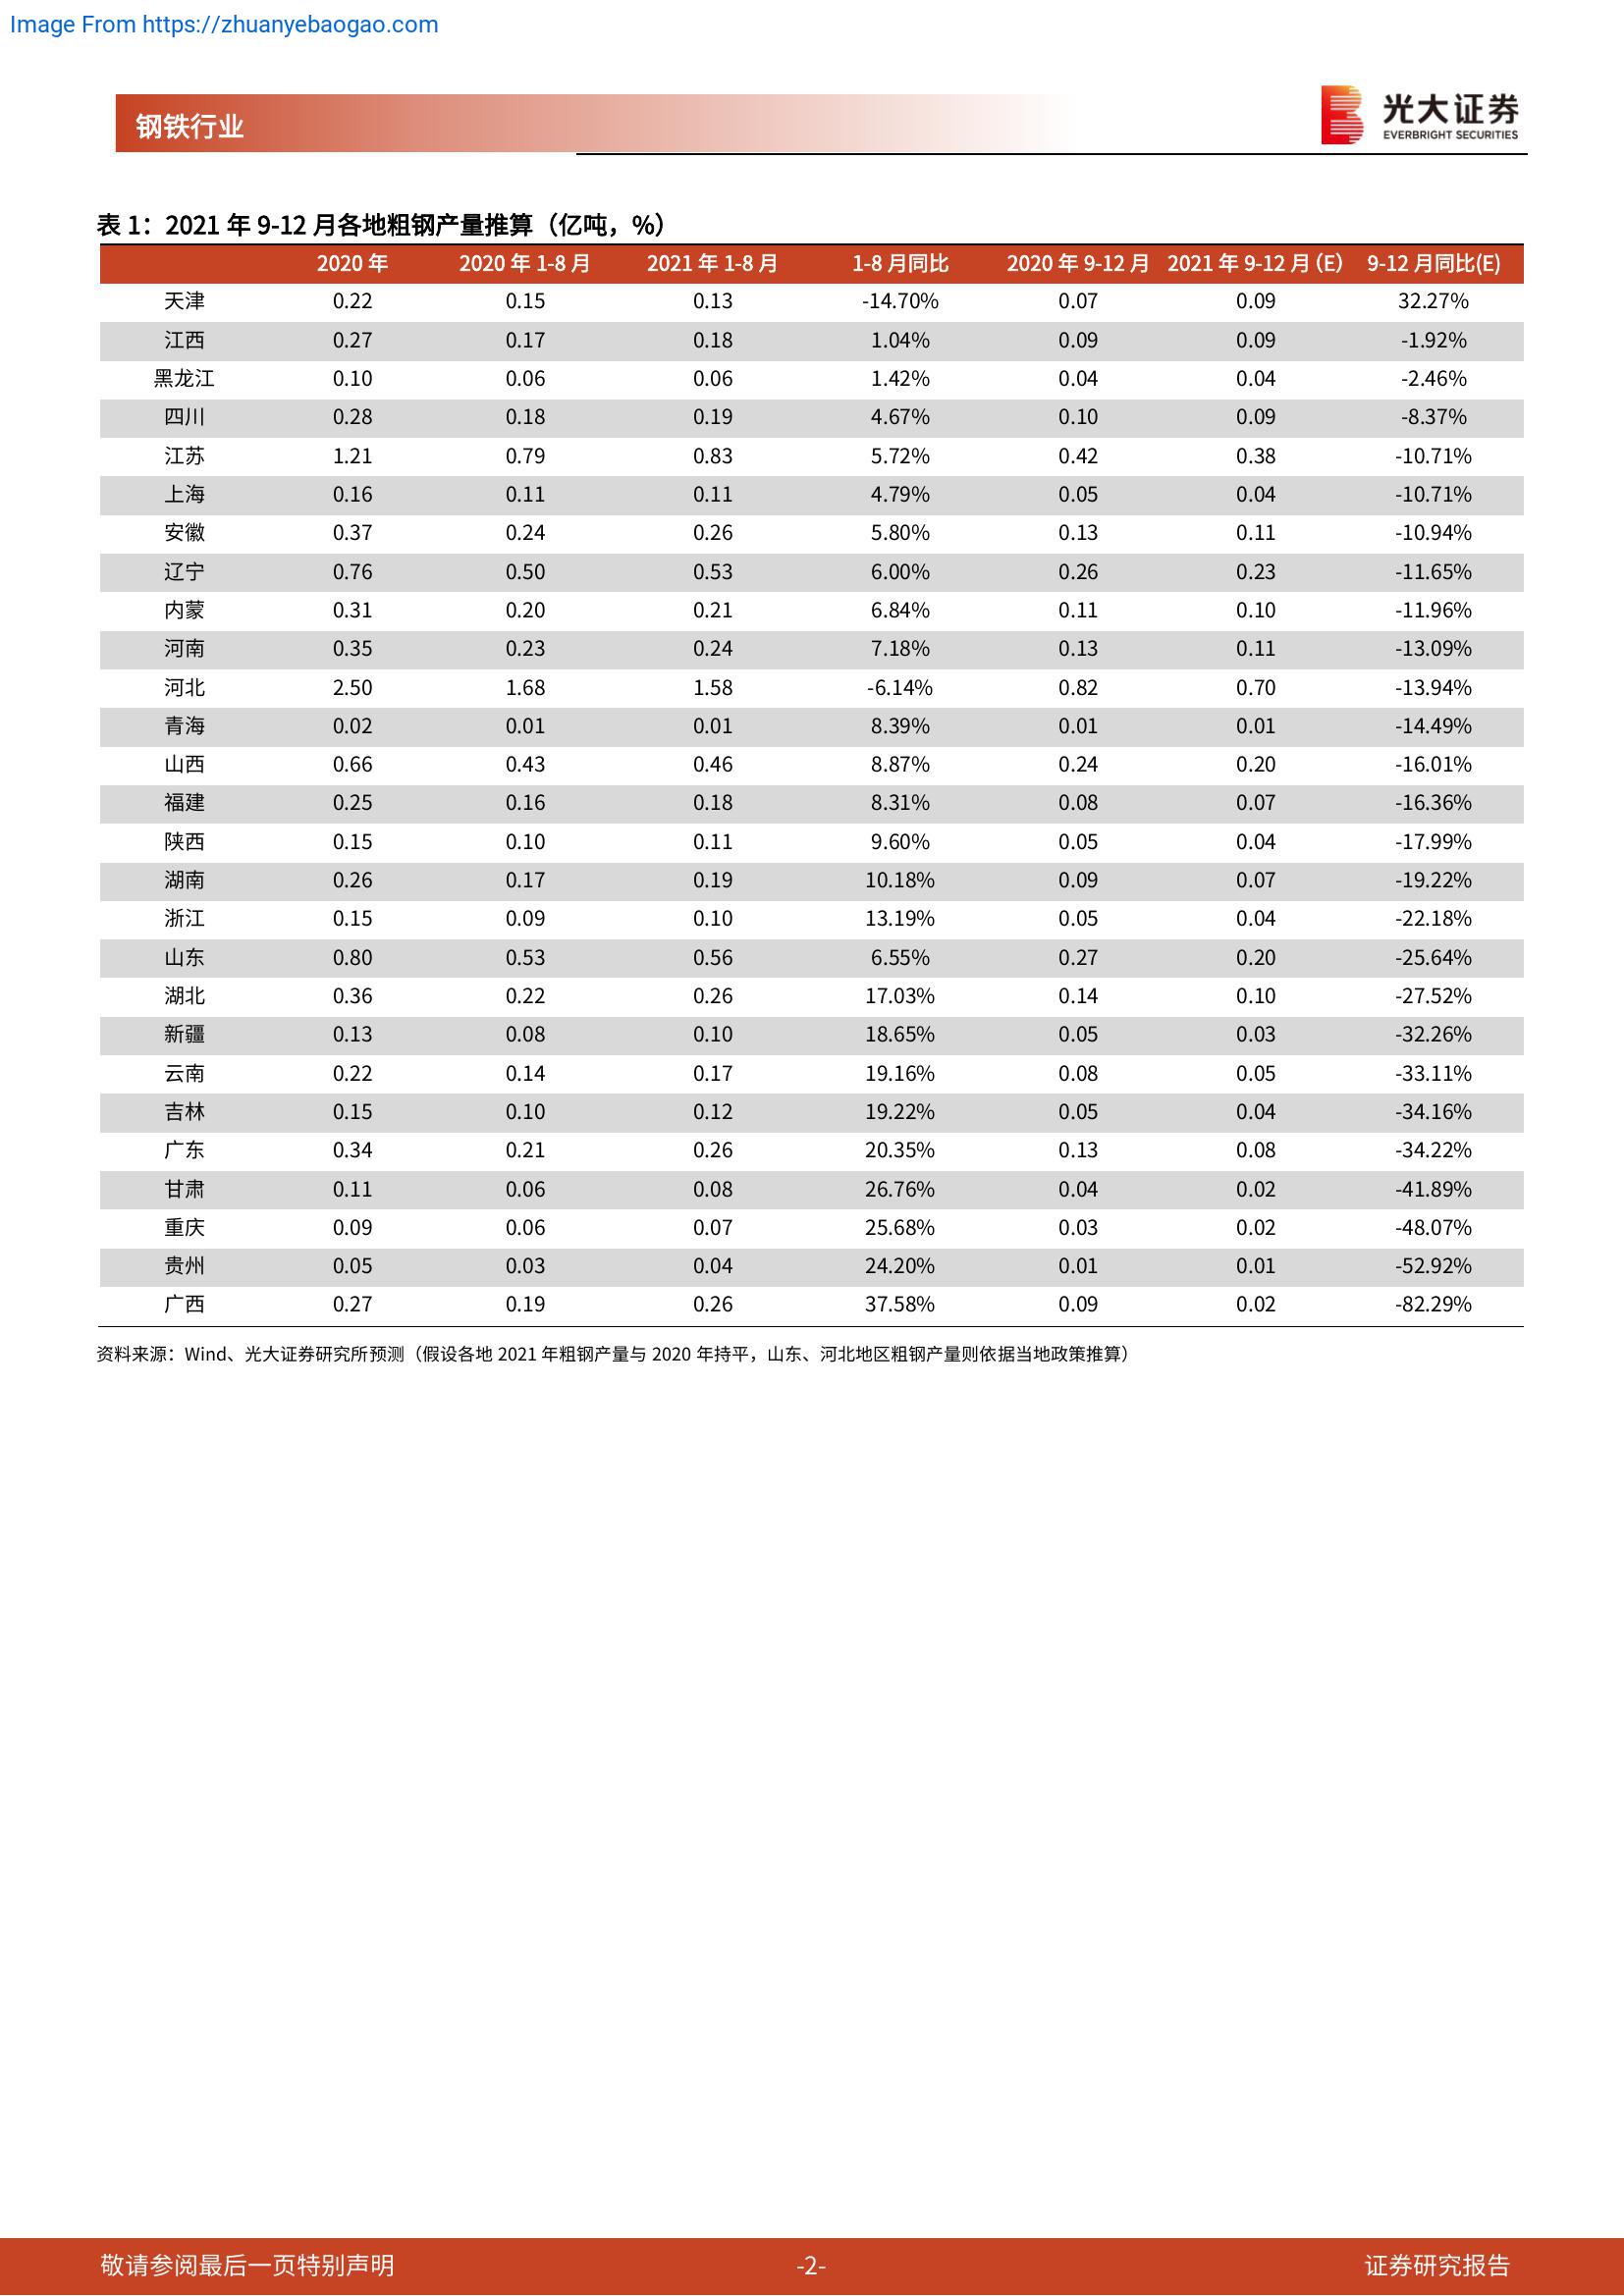 Image From https://zhuanyebaogao.com
钢铁行业
光大证券
EVERBRIGHT SECURITIES
表 1：2021 年 9-12 月各地粗钢产量推算（亿吨，%）
2020 年 2020 年 1-8 月 2021 年 1-8 月 1-8 月同比 2020 年 9-12 月 2021 年 9-12 月（E） 9-12 月同比(E)
天津 0.22 0.15 0.13 -14.70% 0.07 0.09 32.27%
江西 0.27 0.17 0.18 1.04% 0.09 0.09 -1.92%
黑龙江 0.10 0.06 0.06 1.42% 0.04 0.04 -2.46%
四川 0.28 0.18 0.19 4.67% 0.10 0.09 -8.37%
江苏 1.21 0.79 0.83 5.72% 0.42 0.38 -10.71%
上海 0.16 0.11 0.11 4.79% 0.05 0.04 -10.71%
安徽 0.37 0.24 0.26 5.80% 0.13 0.11 -10.94%
辽宁 0.76 0.50 0.53 6.00% 0.26 0.23 -11.65%
内蒙 0.31 0.20 0.21 6.84% 0.11 0.10 -11.96%
河南 0.35 0.23 0.24 7.18% 0.13 0.11 -13.09%
河北 2.50 1.68 1.58 -6.14% 0.82 0.70 -13.94%
青海 0.02 0.01 0.01 8.39% 0.01 0.01 -14.49%
山西 0.66 0.43 0.46 8.87% 0.24 0.20 -16.01%
福建 0.25 0.16 0.18 8.31% 0.08 0.07 -16.36%
陕西 0.15 0.10 0.11 9.60% 0.05 0.04 -17.99%
湖南 0.26 0.17 0.19 10.18% 0.09 0.07 -19.22%
浙江 0.15 0.09 0.10 13.19% 0.05 0.04 -22.18%
山东 0.80 0.53 0.56 6.55% 0.27 0.20 -25.64%
湖北 0.36 0.22 0.26 17.03% 0.14 0.10 -27.52%
新疆 0.13 0.08 0.10 18.65% 0.05 0.03 -32.26%
云南 0.22 0.14 0.17 19.16% 0.08 0.05 -33.11%
吉林 0.15 0.10 0.12 19.22% 0.05 0.04 -34.16%
广东 0.34 0.21 0.26 20.35% 0.13 0.08 -34.22%
甘肃 0.11 0.06 0.08 26.76% 0.04 0.02 -41.89%
重庆 0.09 0.06 0.07 25.68% 0.03 0.02 -48.07%
贵州 0.05 0.03 0.04 24.20% 0.01 0.01 -52.92%
广西 0.27 0.19 0.26 37.58% 0.09 0.02 -82.29%
资料来源：Wind、光大证券研究所预测（假设各地 2021 年粗钢产量与 2020 年持平，山东、河北地区粗钢产量则依据当地政策推算）
敬请参阅最后一页特别声明 -2- 证券研究报告